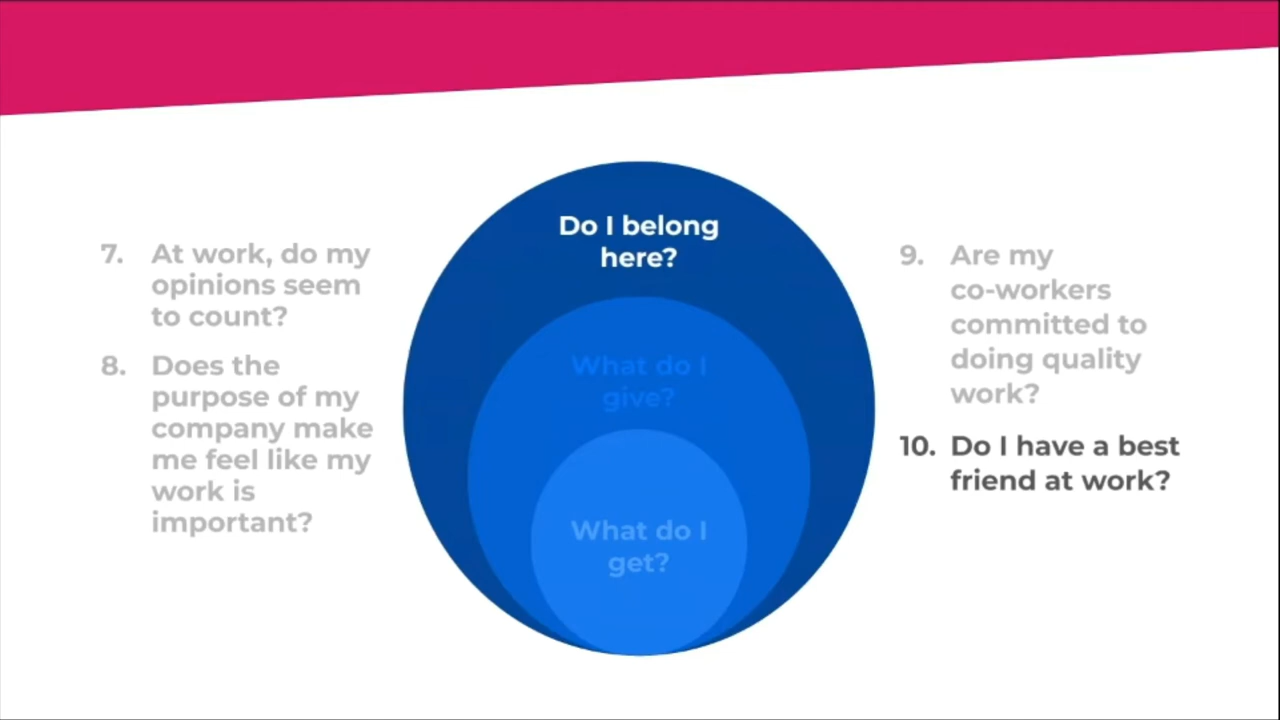 7. At work, do my
opinions seem
to count?
8. Does the
purpose of my
company make
me feel like my
work is
important?
Do I belong
here?
What do I
give?
What do I
get?
9. Are my
co-workers
committed to
doing quality
work?
10. Do I have a best
friend at work?